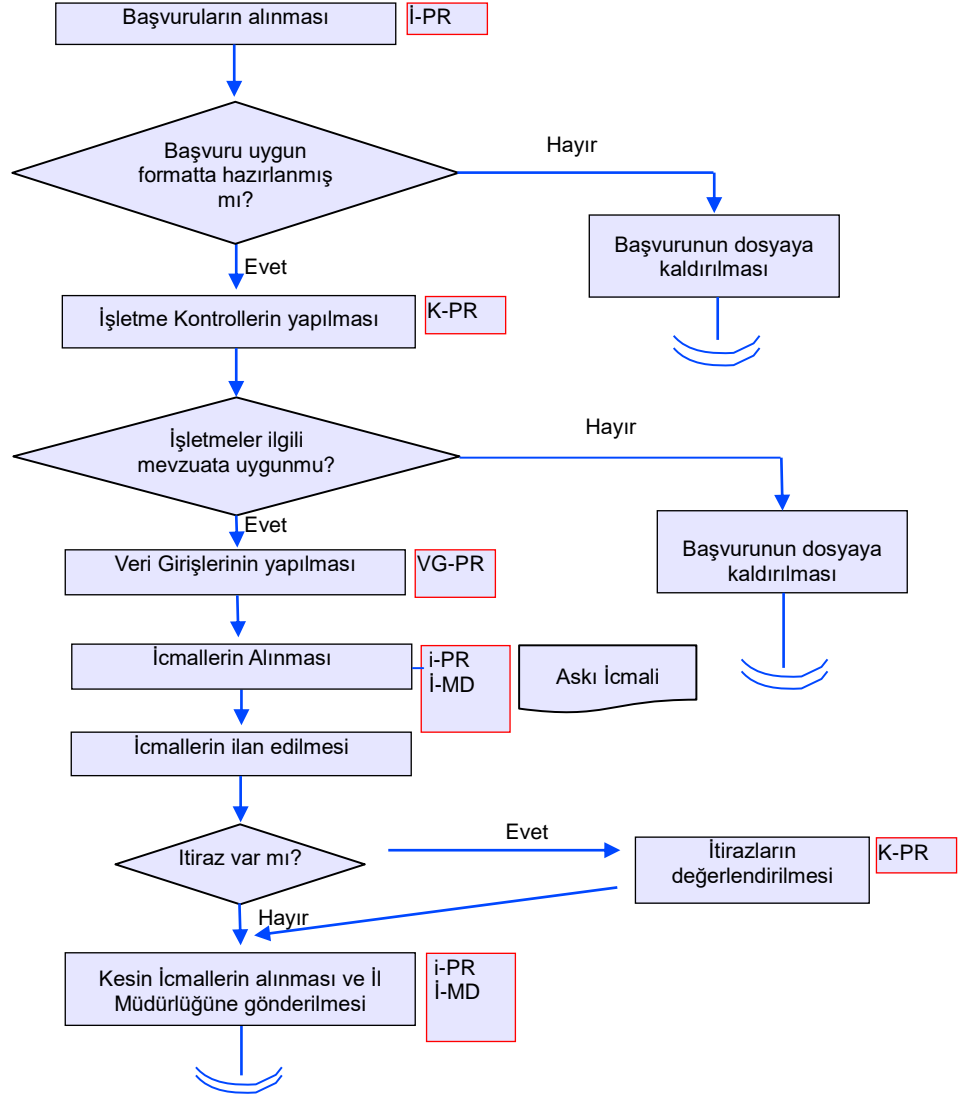 Başvuruların alınması
İ-PR
Başvuru uygun
formatta hazırlanmış
mı?
Hayır
Başvurunun dosyaya
kaldırılması
Evet
İşletme Kontrollerin yapılması
K-PR
İşletmeler ilgili
mevzuata uygunmu?
Hayır
Başvurunun dosyaya
kaldırılması
Evet
Veri Girişlerinin yapılması
VG-PR
İcmallerin Alınması
i-PR
İ-MD
Askı İcmali
İcmallerin ilan edilmesi
Itiraz var mı?
Evet
İtirazların
değerlendirilmesi
K-PR
Hayır
Kesin İcmallerin alınması ve İl
Müdürlüğüne gönderilmesi
i-PR
İ-MD